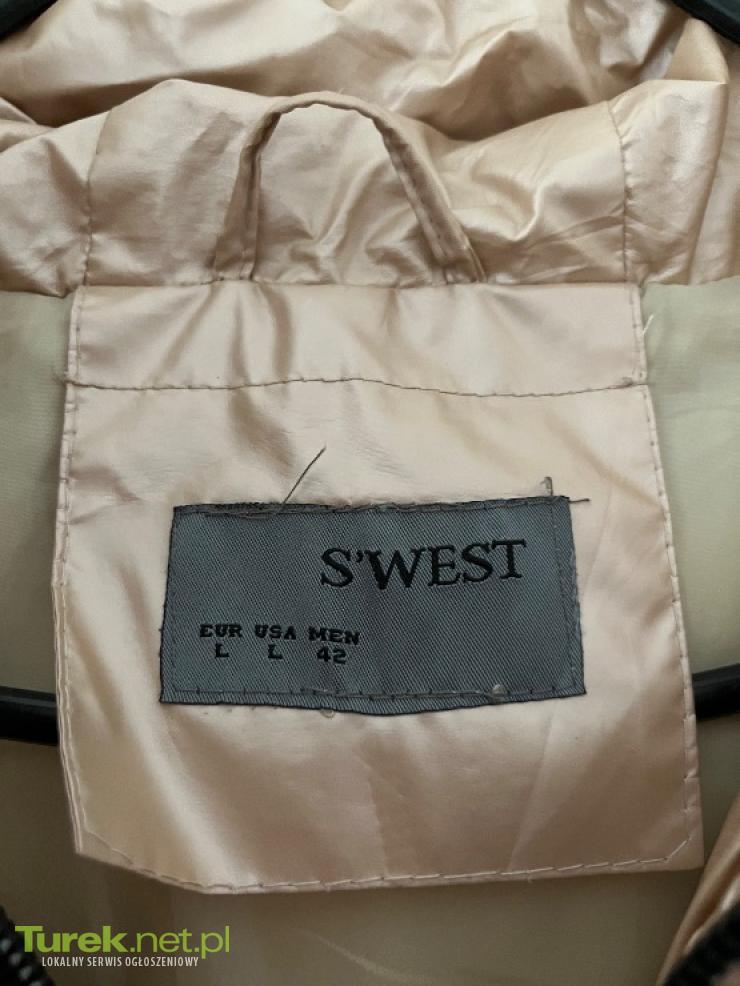 S'WEST
EUR USA MEN
L L 42
Turek.net.pl
LOKALNY SERWIS OGŁOSZENIOWY